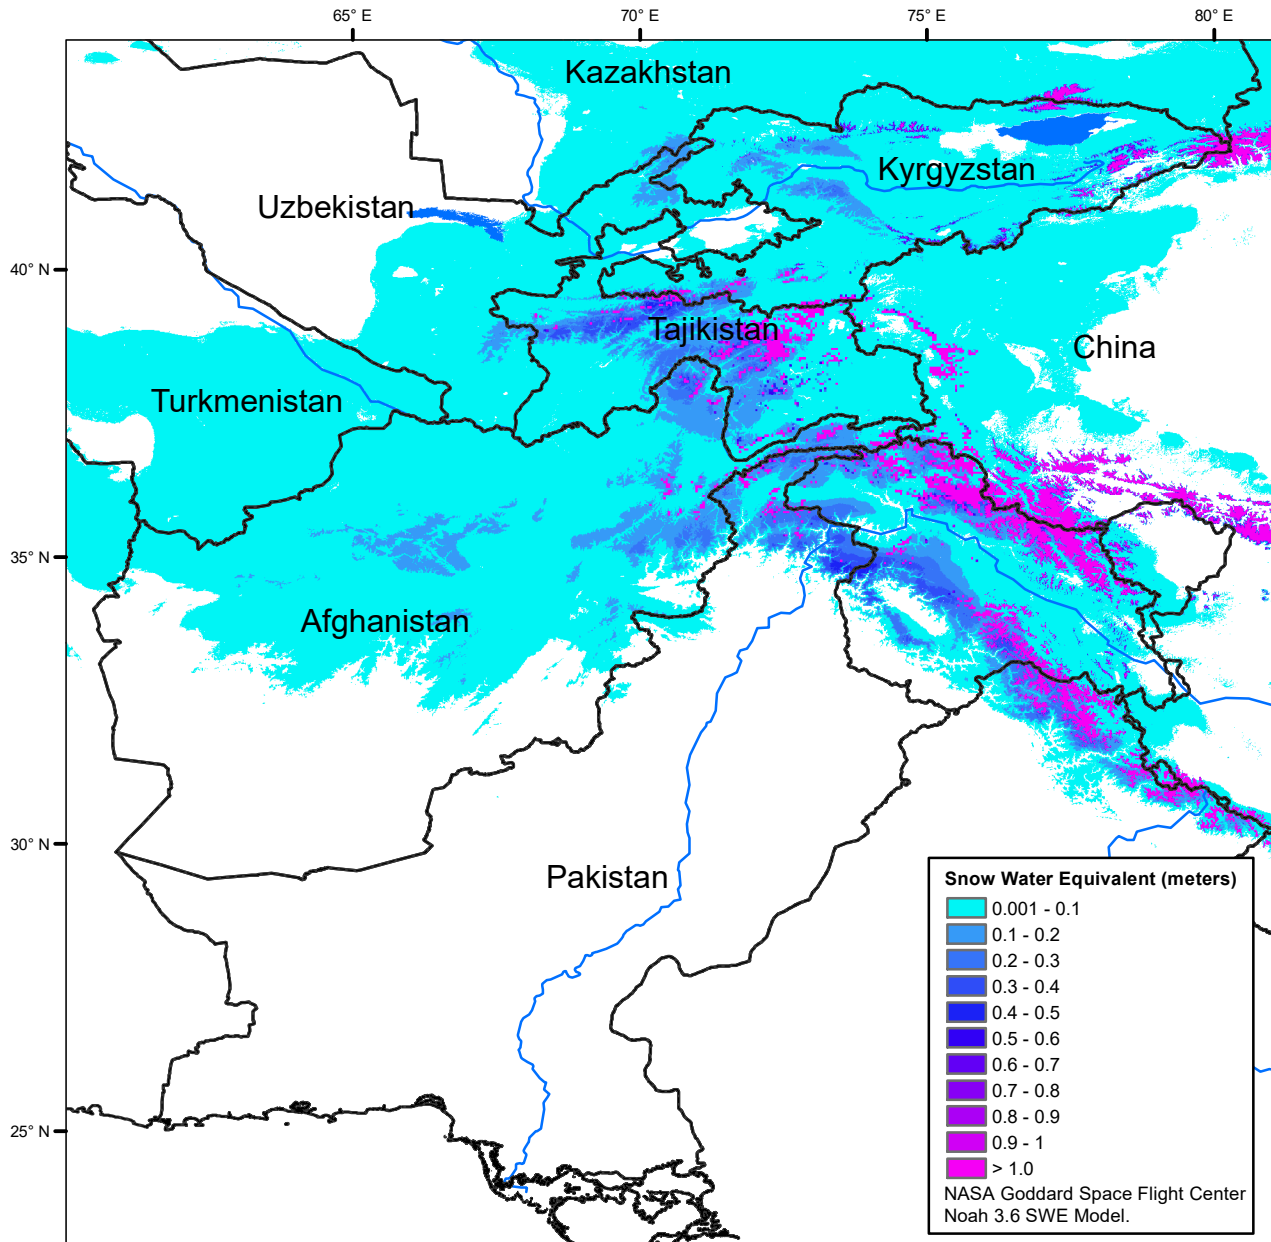 65° E
70° E
75° E
80° E
Kazakhstan
Kyrgyzstan
Uzbekistan
40° N
Tajikistan
China
Turkmenistan
35° N
Afghanistan
30° N
Pakistan
25° N
Snow Water Equivalent (meters)
0.001 - 0.1
0.1 - 0.2
0.2 - 0.3
0.3 - 0.4
0.4 - 0.5
0.5 - 0.6
0.6 - 0.7
0.7 - 0.8
0.8 - 0.9
0.9 - 1
> 1.0
NASA Goddard Space Flight Center
Noah 3.6 SWE Model.